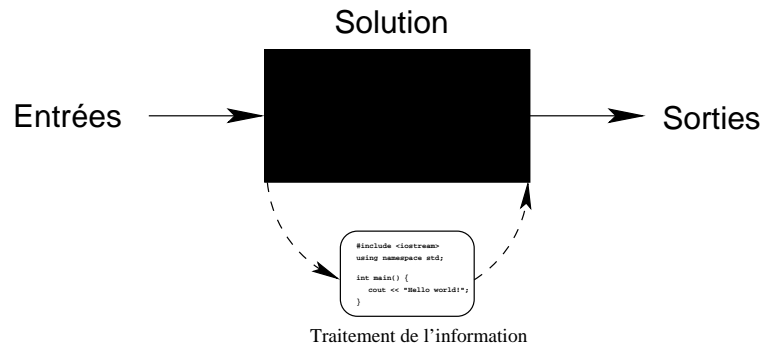 Solution
Entrées
Sorties
#include <iostream>
using namespace std;
int main() {
cout << "Hello world!";
}
Traitement de l'information